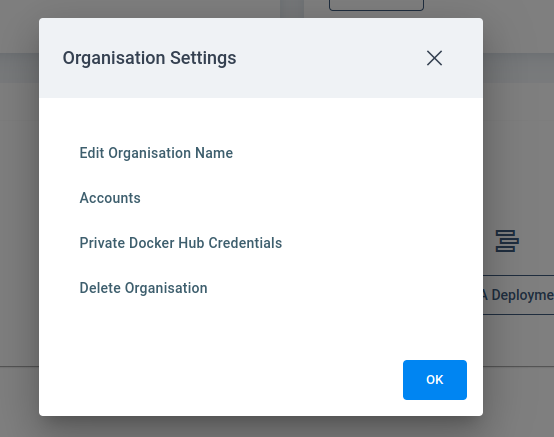 Organisation Settings
Edit Organisation Name
Accounts
Private Docker Hub Credentials
Delete Organisation
A Deployme
OK